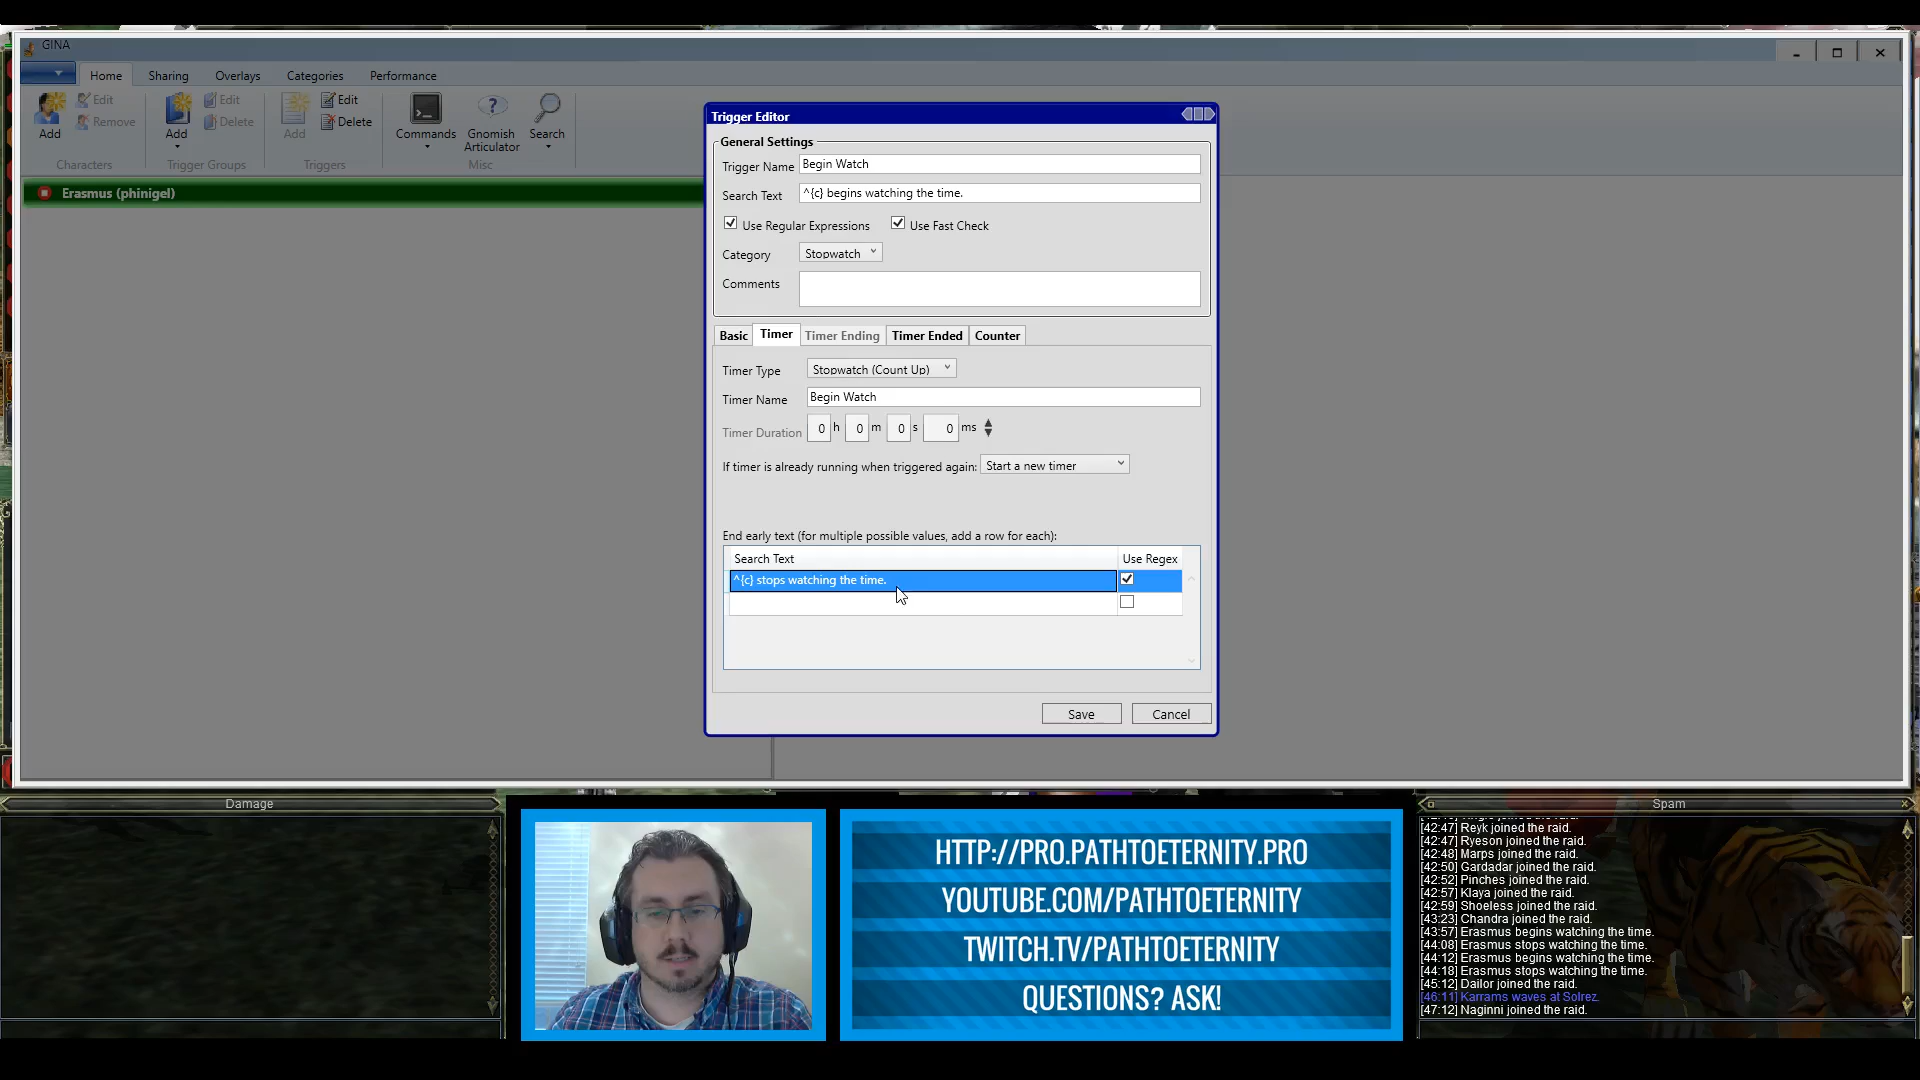 GINA
Home Sharing Overlays Categories Performance
Add Edit Remove
Characters
Add Edit Delete
Trigger Groups
Add Edit Delete
Triggers
Commands Gnomish Articulator Search
Misc
Erasmus (phinigel)
Trigger Editor
General Settings
Trigger Name Begin Watch
Search Text ^{c} begins watching the time.
Use Regular Expressions Use Fast Check
Category Stopwatch
Comments
Basic Timer Timer Ending Timer Ended Counter
Timer Type Stopwatch (Count Up)
Timer Name Begin Watch
Timer Duration 0 h 0 m 0 s 0 ms
If timer is already running when triggered again: Start a new timer
End early text (for multiple possible values, add a row for each):
Search Text Use Regex
^{c} stops watching the time.
Save Cancel
Damage
HTTP://PRO.PATHTOETERNITY.PRO
YOUTUBE.COM/PATHTOETERNITY
TWITCH.TV/PATHTOETERNITY
QUESTIONS? ASK!
Spam
[42:47] Reyk joined the raid.
[42:47] Ryeson joined the raid.
[42:48] Marps joined the raid.
[42:50] Gardadar joined the raid.
[42:52] Pinches joined the raid.
[42:57] Klaya joined the raid.
[42:59] Shoeless joined the raid.
[43:23] Chandra joined the raid.
[43:57] Erasmus begins watching the time.
[44:08] Erasmus stops watching the time.
[44:12] Erasmus begins watching the time.
[44:18] Erasmus stops watching the time.
[45:12] Dailor joined the raid.
[46:11] Karrams waves at Solrez.
[47:12] Naginni joined the raid.